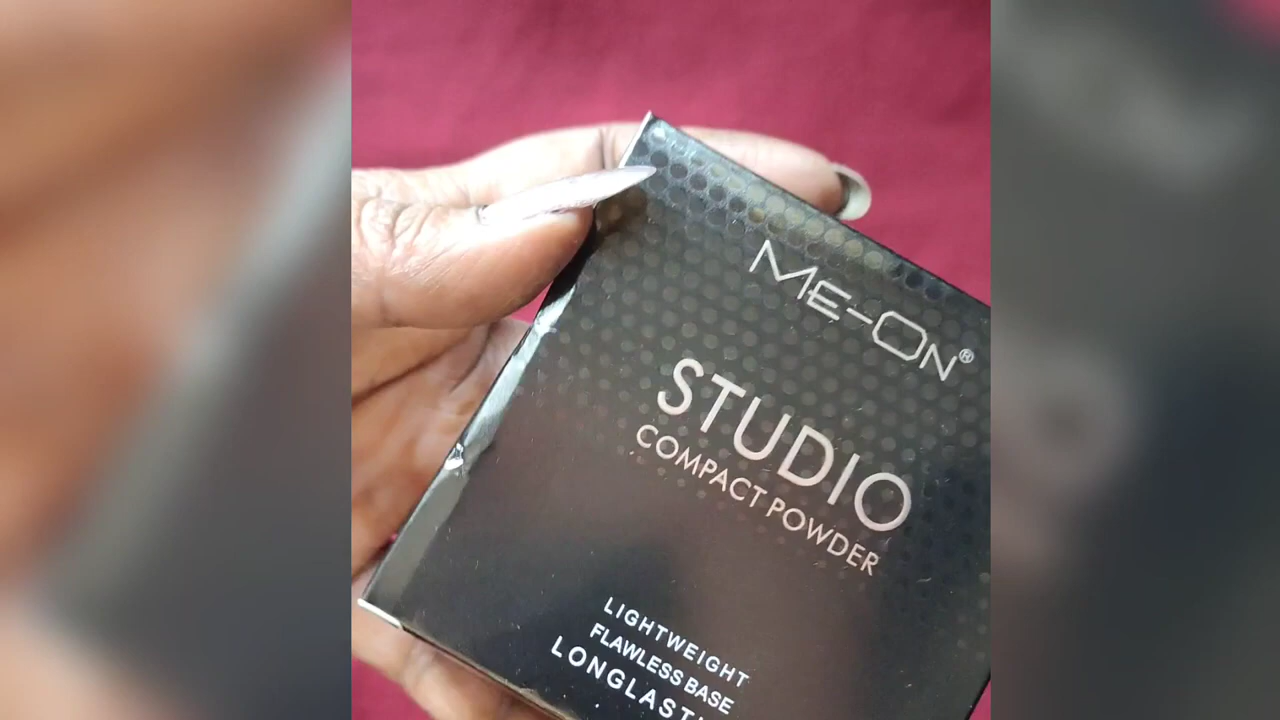 ME-ON®
STUDIO
COMPACT POWDER
LIGHTWEIGHT
FLAWLESS BASE